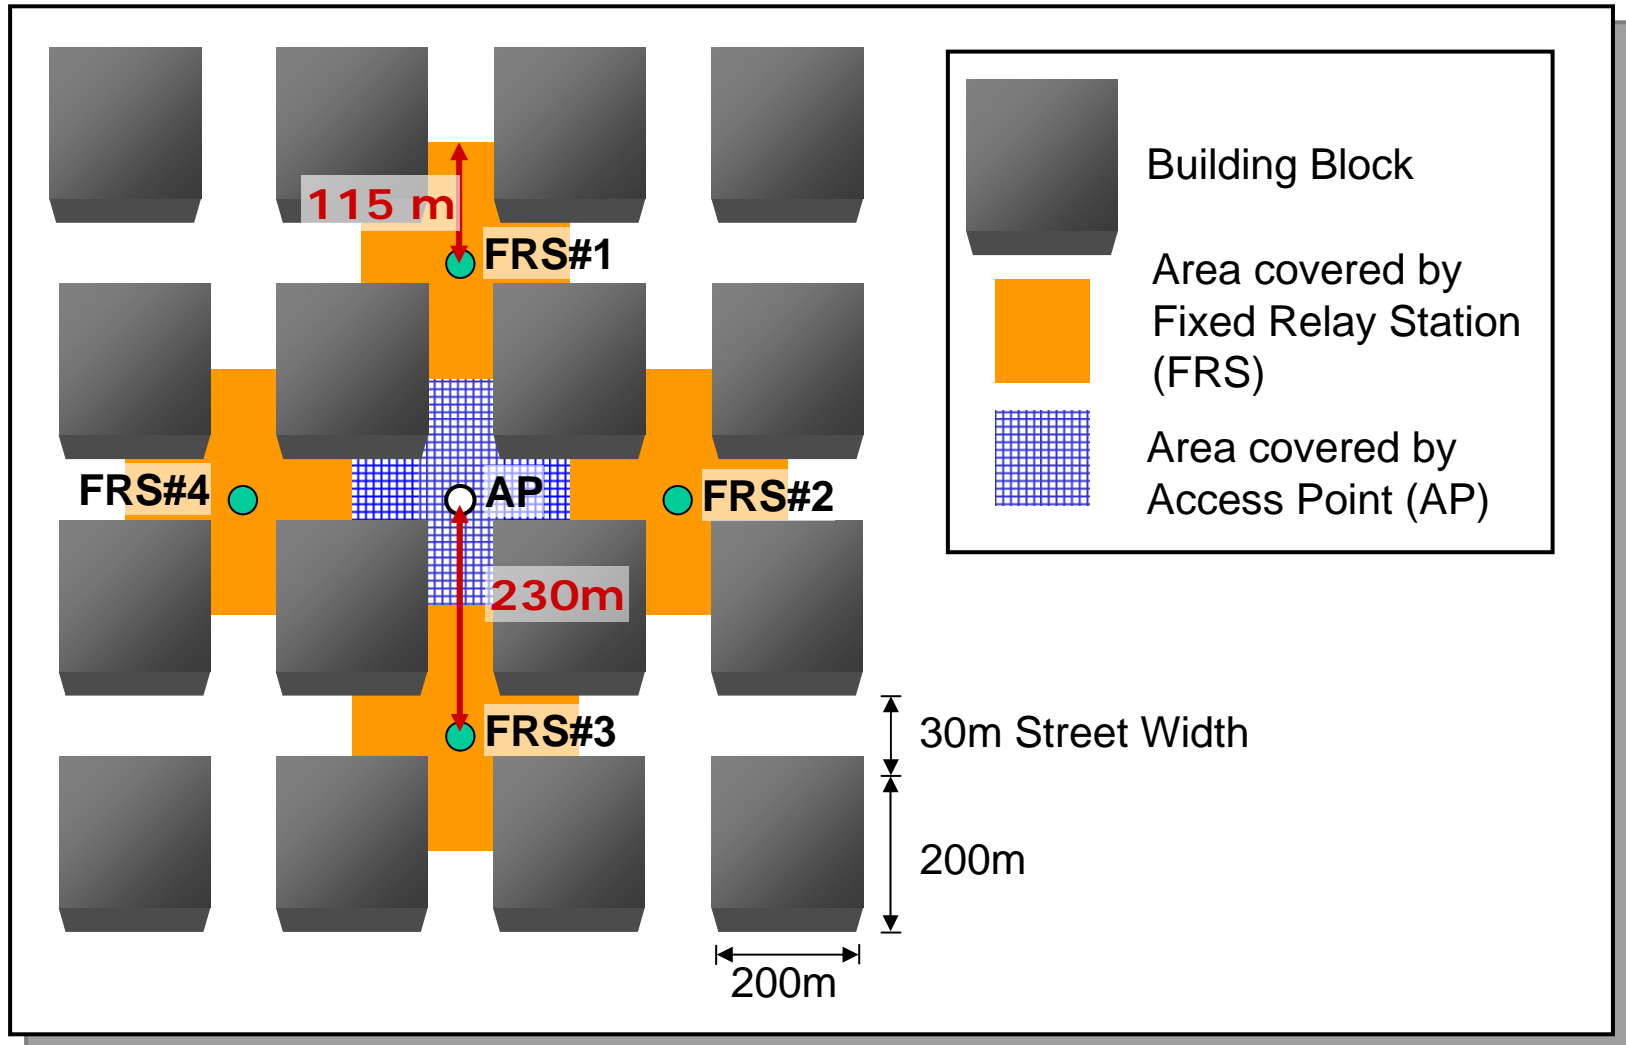 115 m
FRS#1
FRS#4
AP
FRS#2
230m
FRS#3
30m Street Width
200m
200m
Building Block
Area covered by
Fixed Relay Station
(FRS)
Area covered by
Access Point (AP)